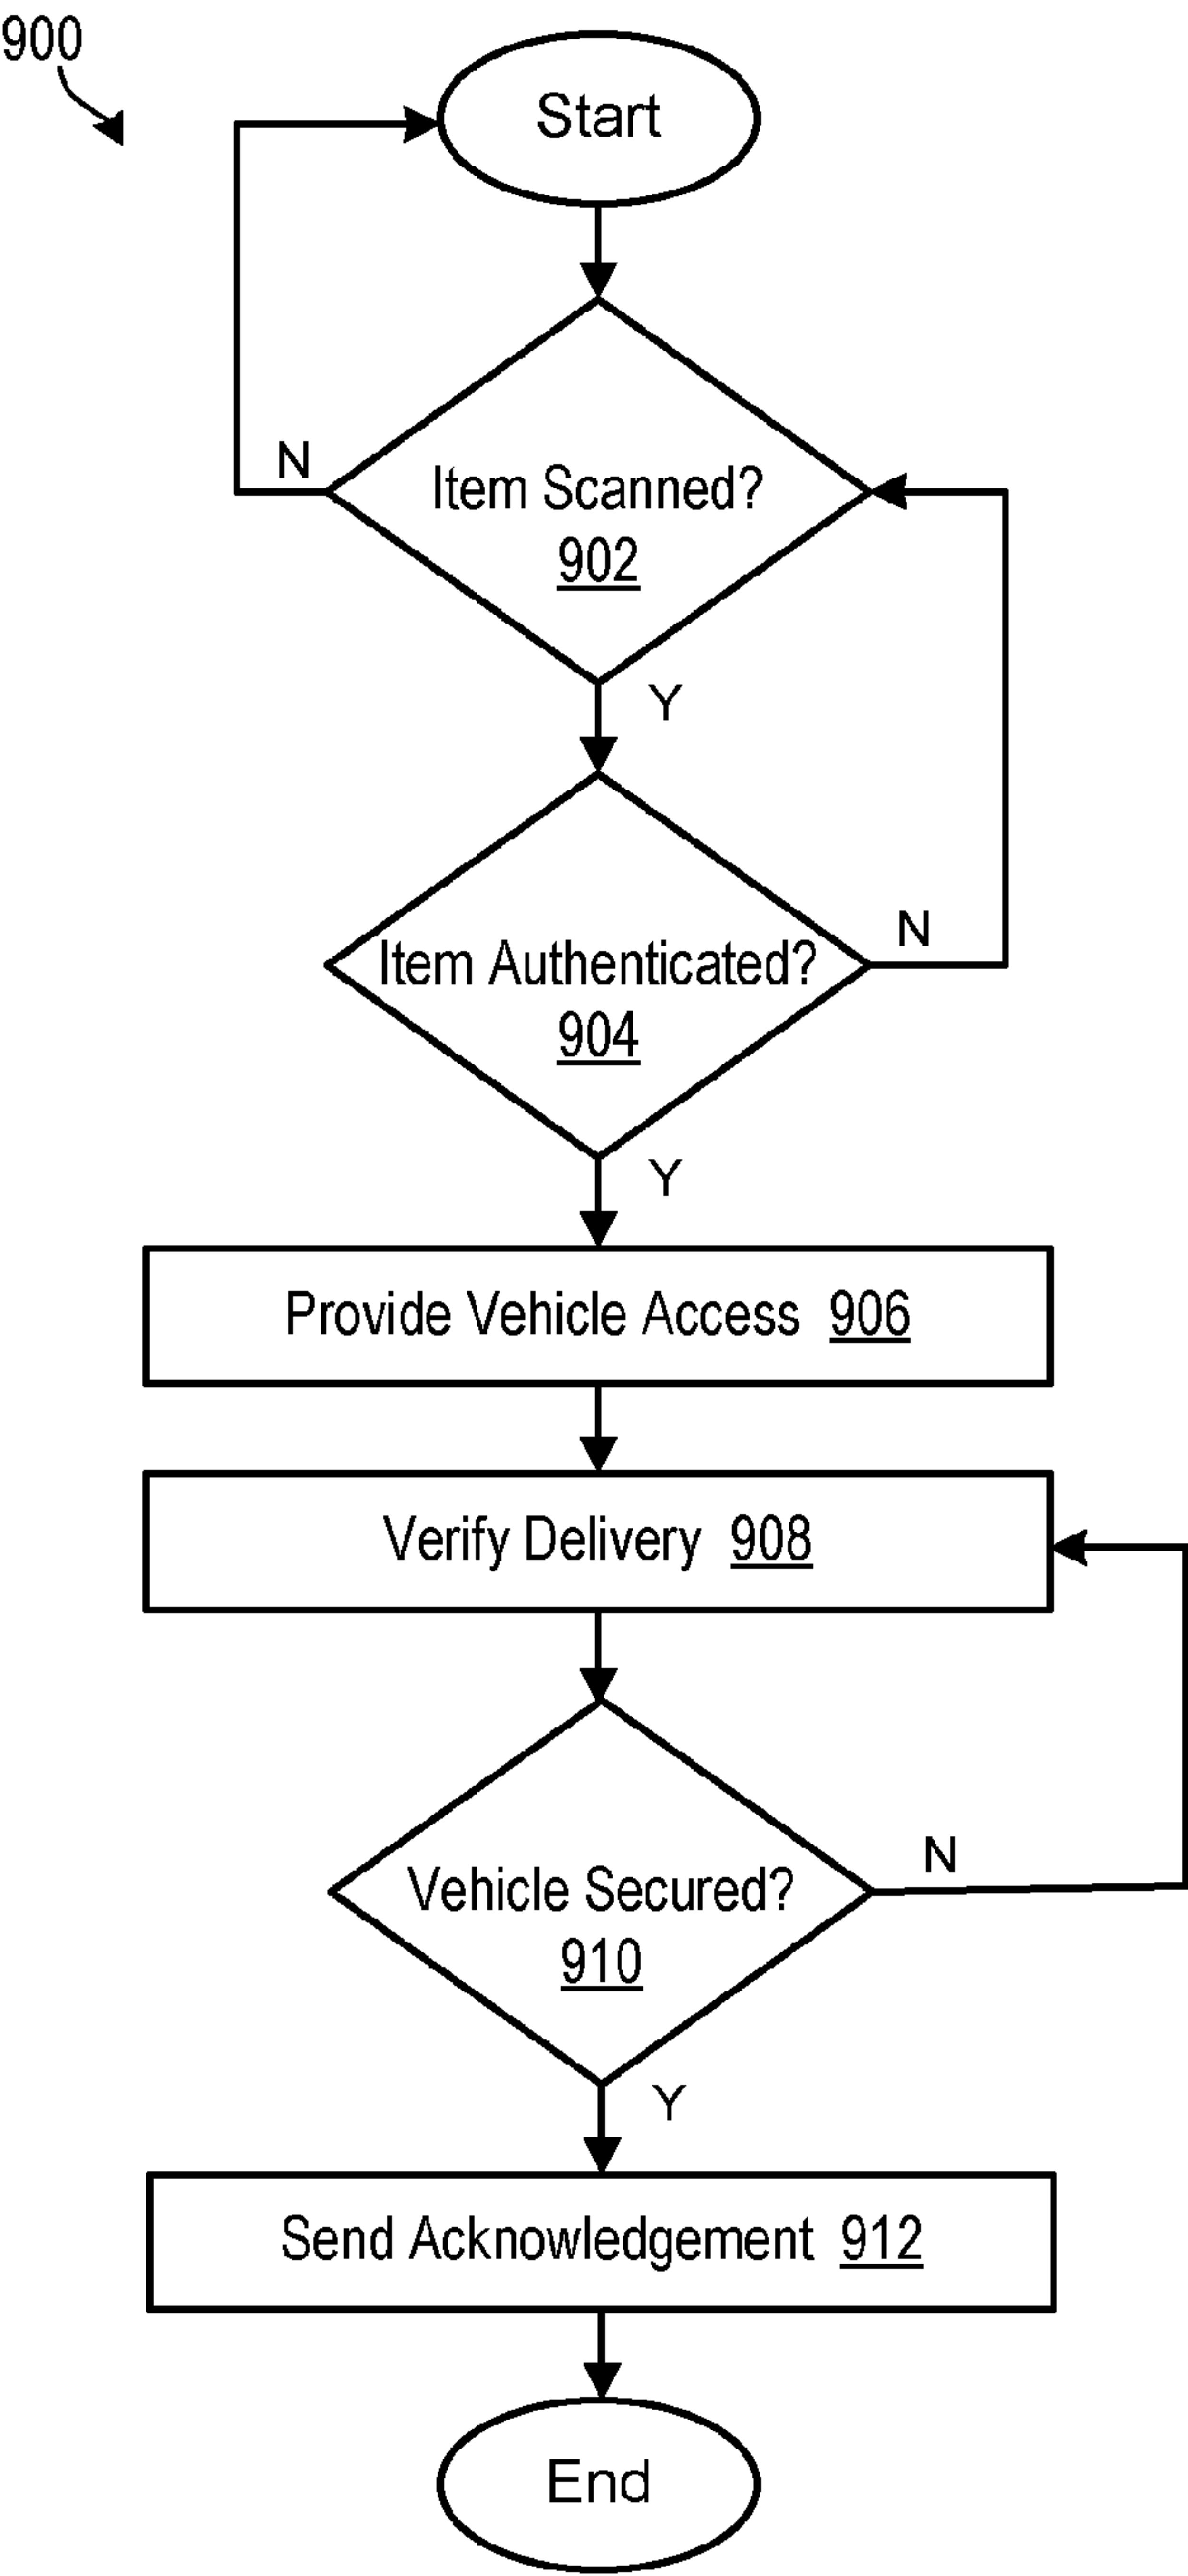 900
Start
N
Item Scanned?
902
Y
N
Item Authenticated?
904
Y
Provide Vehicle Access 906
Verify Delivery 908
N
Vehicle Secured?
910
Y
Send Acknowledgement 912
End